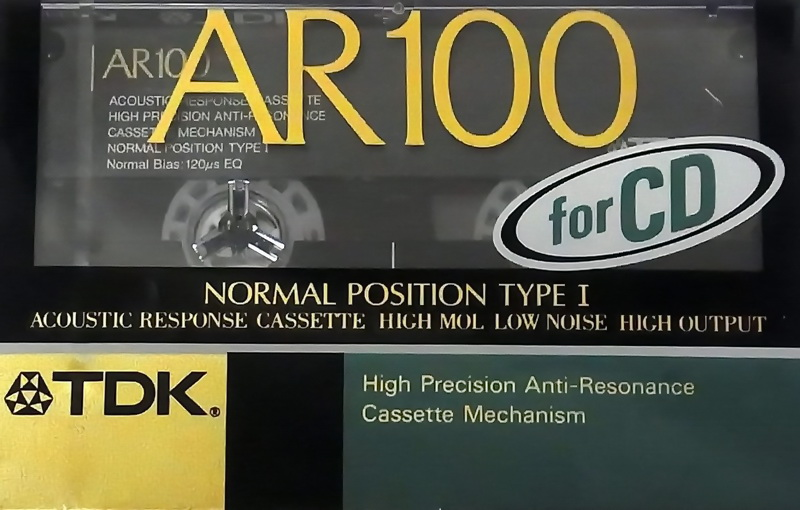 AR100
AR100
ACOUSTIC RESPONSE CASSETTE
HIGH PRECISION ANTI-RESONANCE
CASSETTE MECHANISM
NORMAL POSITION TYPE I
Normal Bias 120µs EQ
for CD
NORMAL POSITION TYPE I
ACOUSTIC RESPONSE CASSETTE HIGH MOL LOW NOISE HIGH OUTPUT
TDK®
High Precision Anti-Resonance
Cassette Mechanism